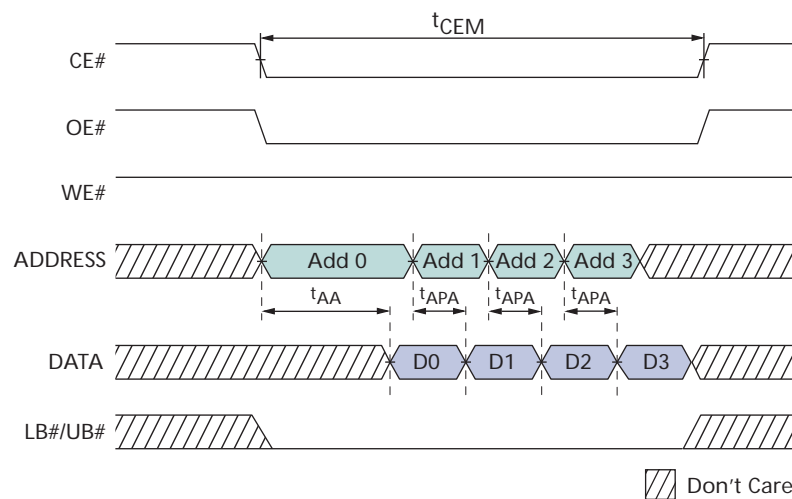 tCEM
CE#
OE#
WE#
ADDRESS
Add 0
Add 1
Add 2
Add 3
tAA
tAPA
tAPA
tAPA
DATA
D0
D1
D2
D3
LB#/UB#
Don't Care